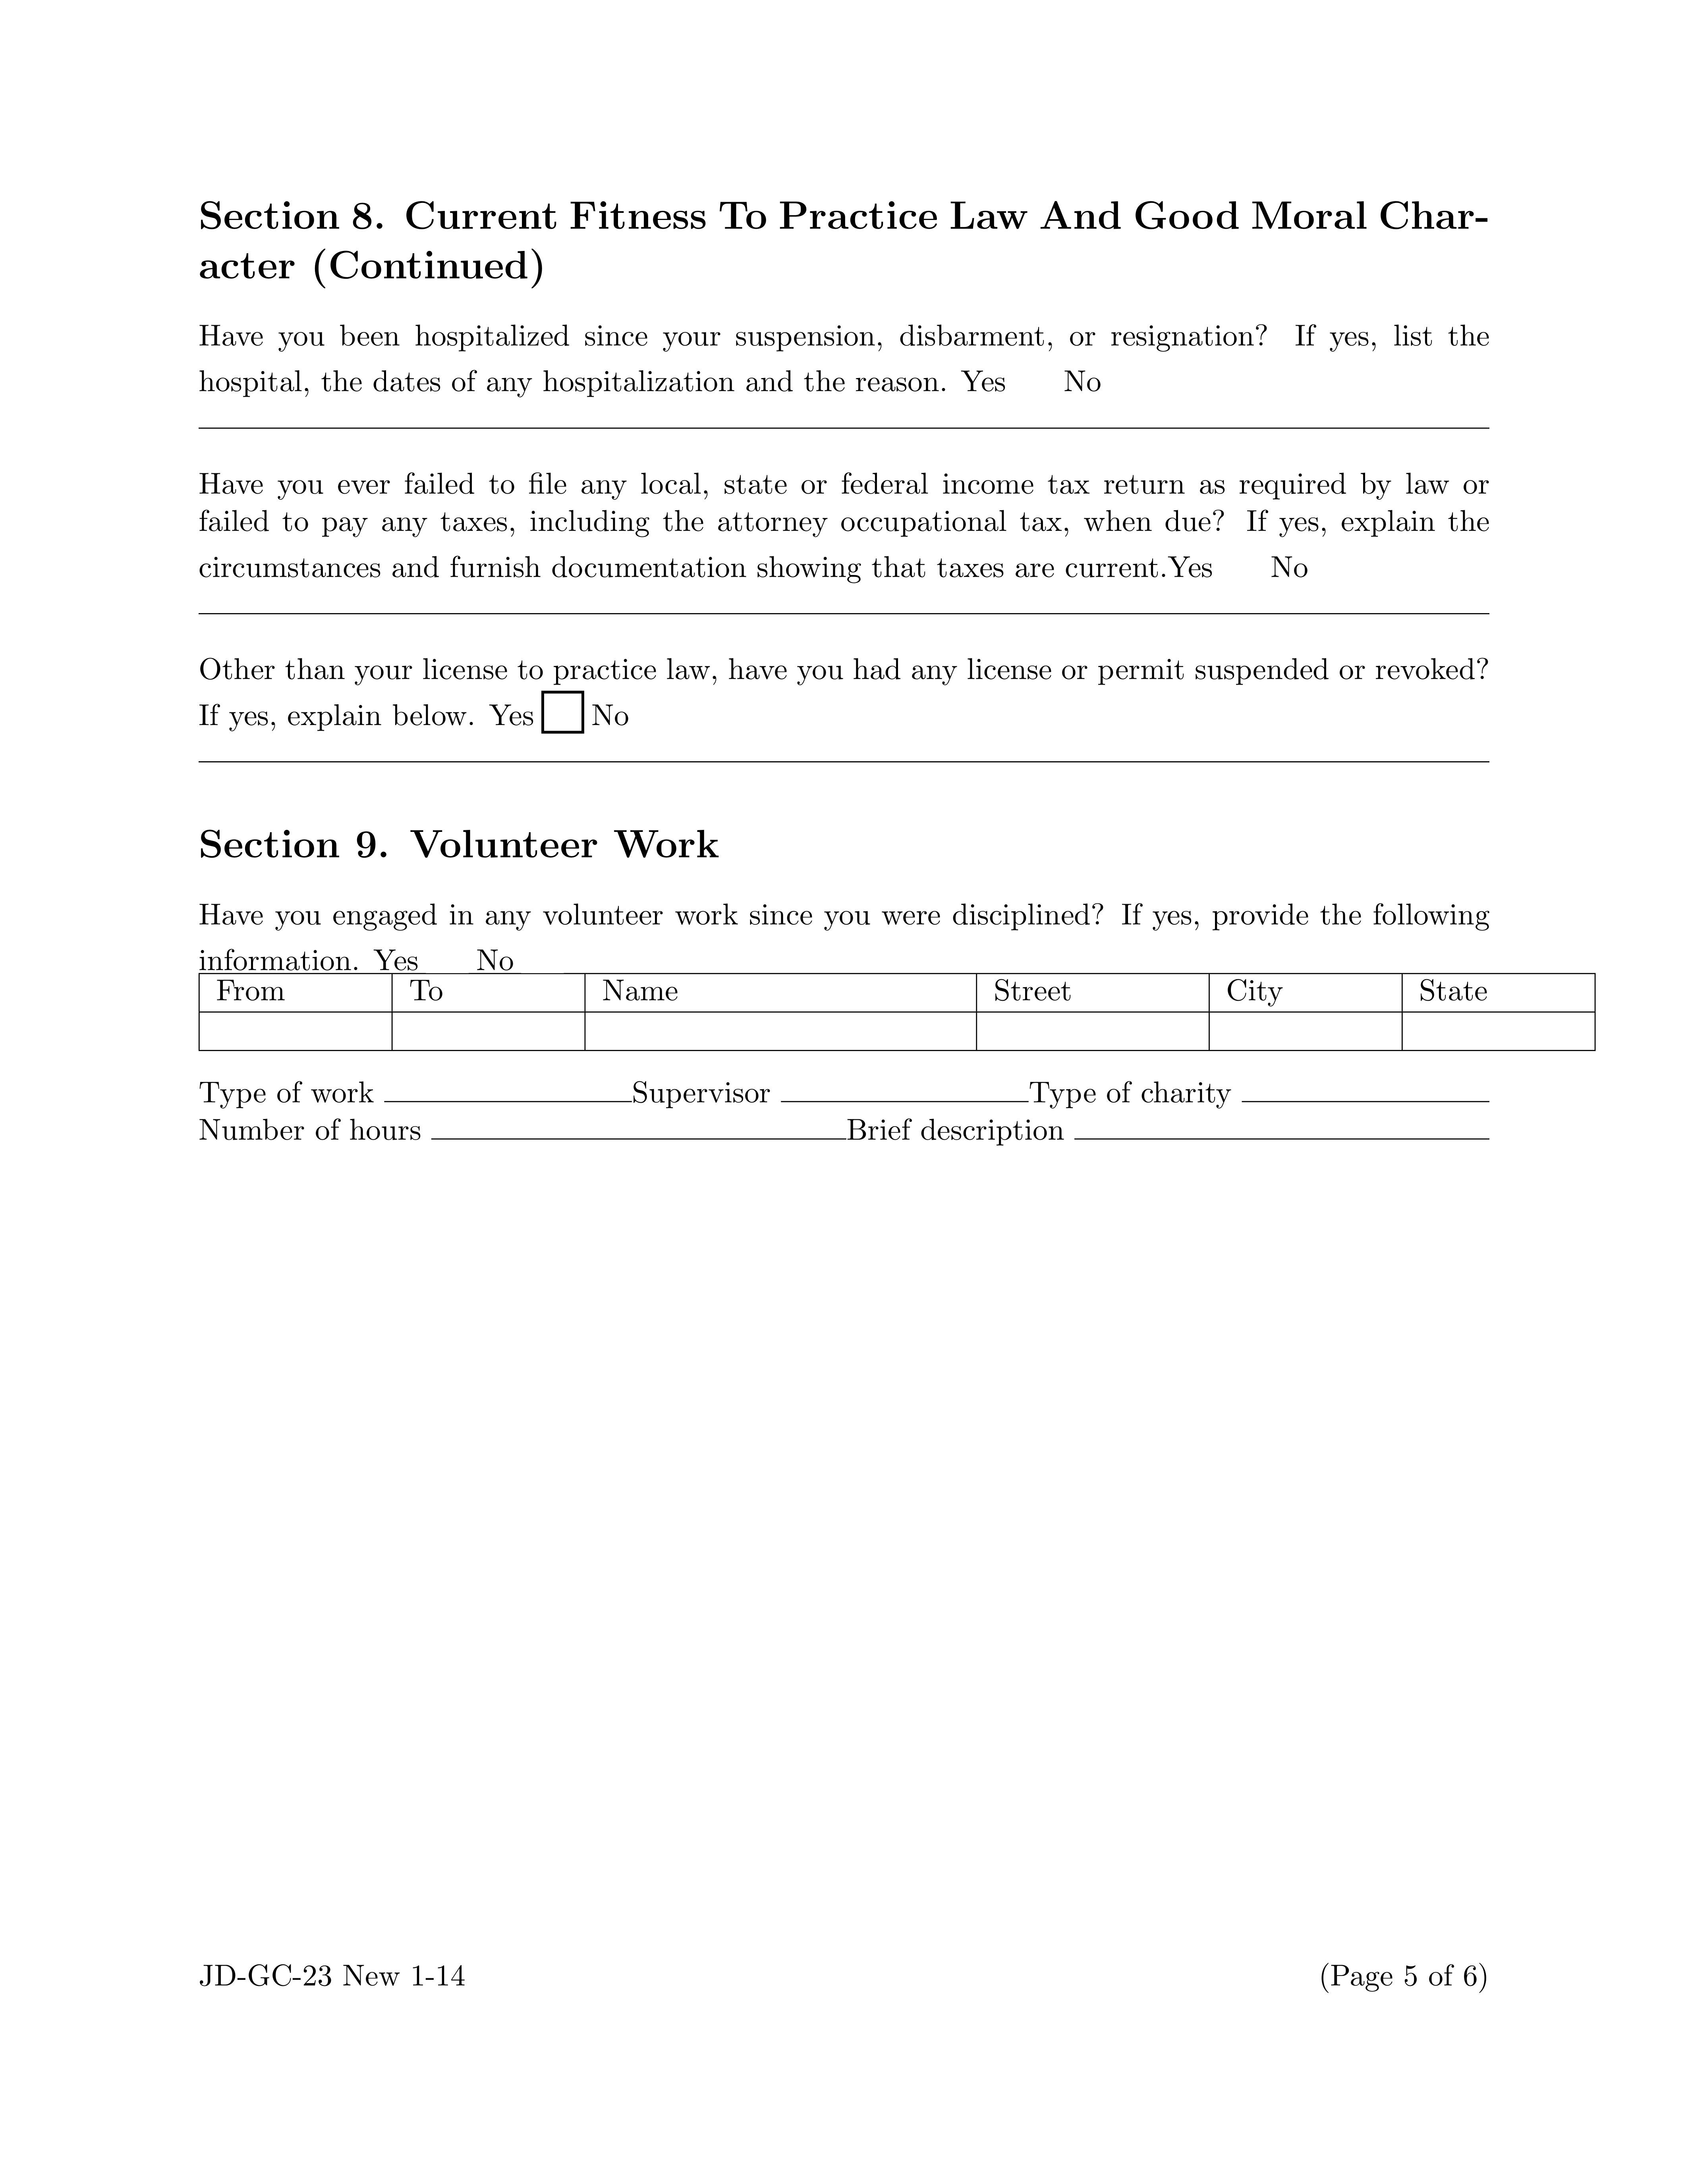 Section 8. Current Fitness To Practice Law And Good Moral Char-
acter (Continued)
Have you been hospitalized since your suspension, disbarment, or resignation? If yes, list the
hospital, the dates of any hospitalization and the reason. Yes No
Have you ever failed to file any local, state or federal income tax return as required by law or
failed to pay any taxes, including the attorney occupational tax, when due? If yes, explain the
circumstances and furnish documentation showing that taxes are current.Yes No
Other than your license to practice law, have you had any license or permit suspended or revoked?
If yes, explain below. Yes No
Section 9. Volunteer Work
Have you engaged in any volunteer work since you were disciplined? If yes, provide the following
information. Yes No
From To Name Street City State
Type of work Supervisor Type of charity
Number of hours Brief description
JD-GC-23 New 1-14 (Page 5 of 6)